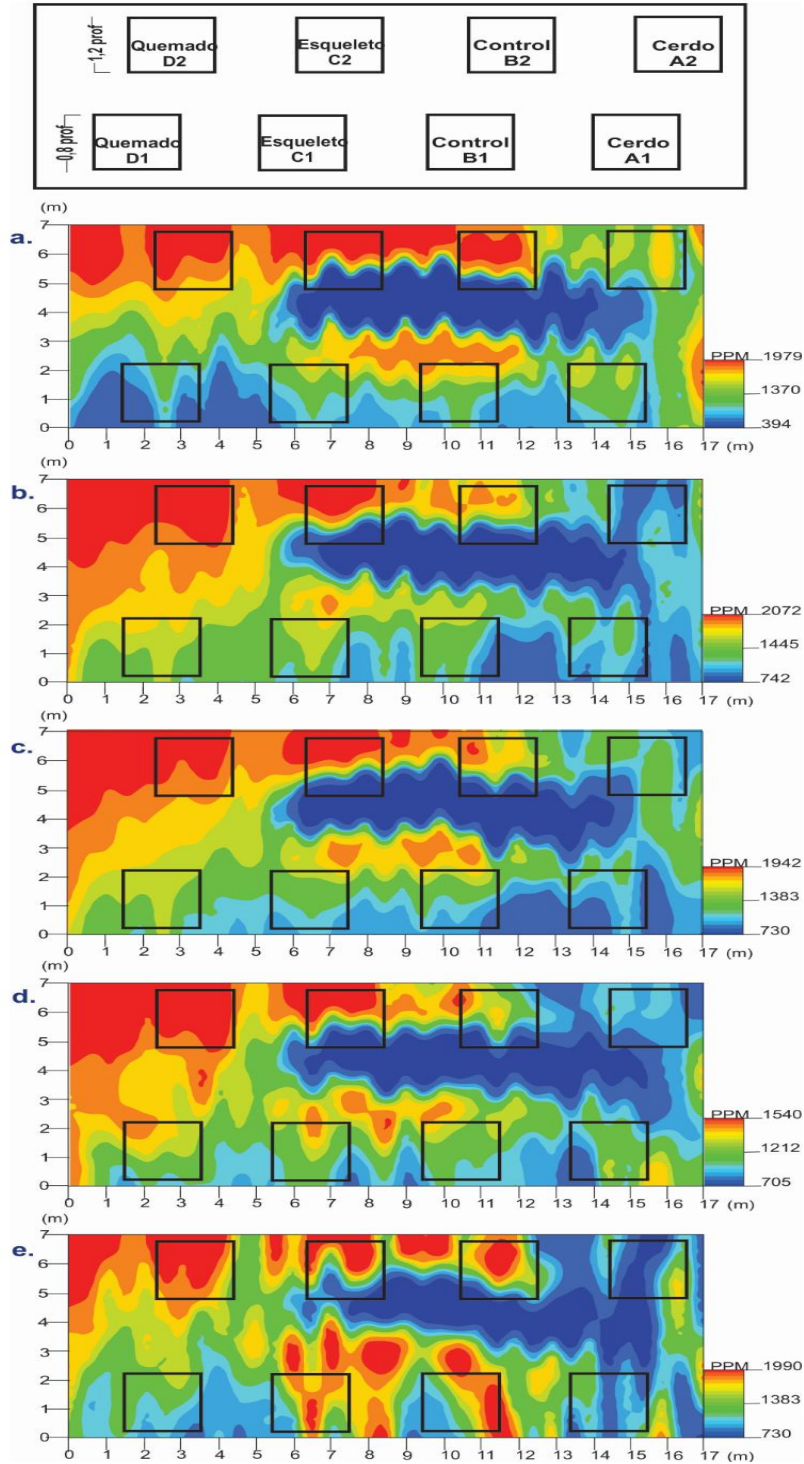 1,2 prof
Quemado
D2
Esqueleto
C2
Control
B2
Cerdo
A2
0,8 prof
Quemado
D1
Esqueleto
C1
Control
B1
Cerdo
A1
(m)
a.
7
6
5
4
3
2
1
0
PPM 1979
1370
394
0 1 2 3 4 5 6 7 8 9 10 11 12 13 14 15 16 17 (m)
(m)
b.
7
6
5
4
3
2
1
0
PPM 2072
1445
742
0 1 2 3 4 5 6 7 8 9 10 11 12 13 14 15 16 17 (m)
(m)
c.
7
6
5
4
3
2
1
0
PPM 1942
1383
730
0 1 2 3 4 5 6 7 8 9 10 11 12 13 14 15 16 17 (m)
(m)
d.
7
6
5
4
3
2
1
0
PPM 1540
1212
705
0 1 2 3 4 5 6 7 8 9 10 11 12 13 14 15 16 17 (m)
(m)
e.
7
6
5
4
3
2
1
0
PPM 1990
1383
730
0 1 2 3 4 5 6 7 8 9 10 11 12 13 14 15 16 17 (m)